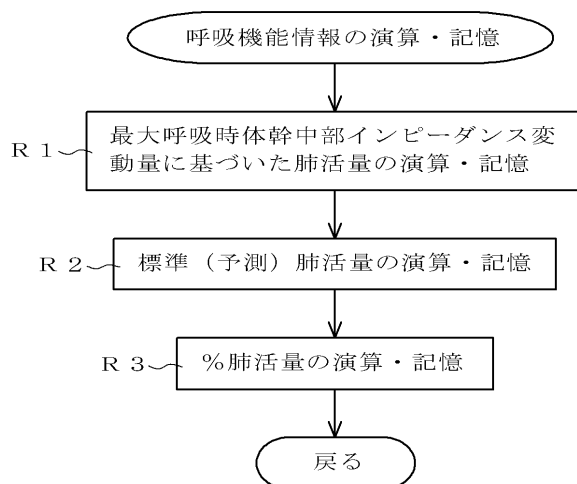 呼吸機能情報の演算・記憶
R1
最大呼吸時体幹中部インピーダンス変
動量に基づいた肺活量の演算・記憶
R2
標準（予測）肺活量の演算・記憶
R3
％肺活量の演算・記憶
戻る